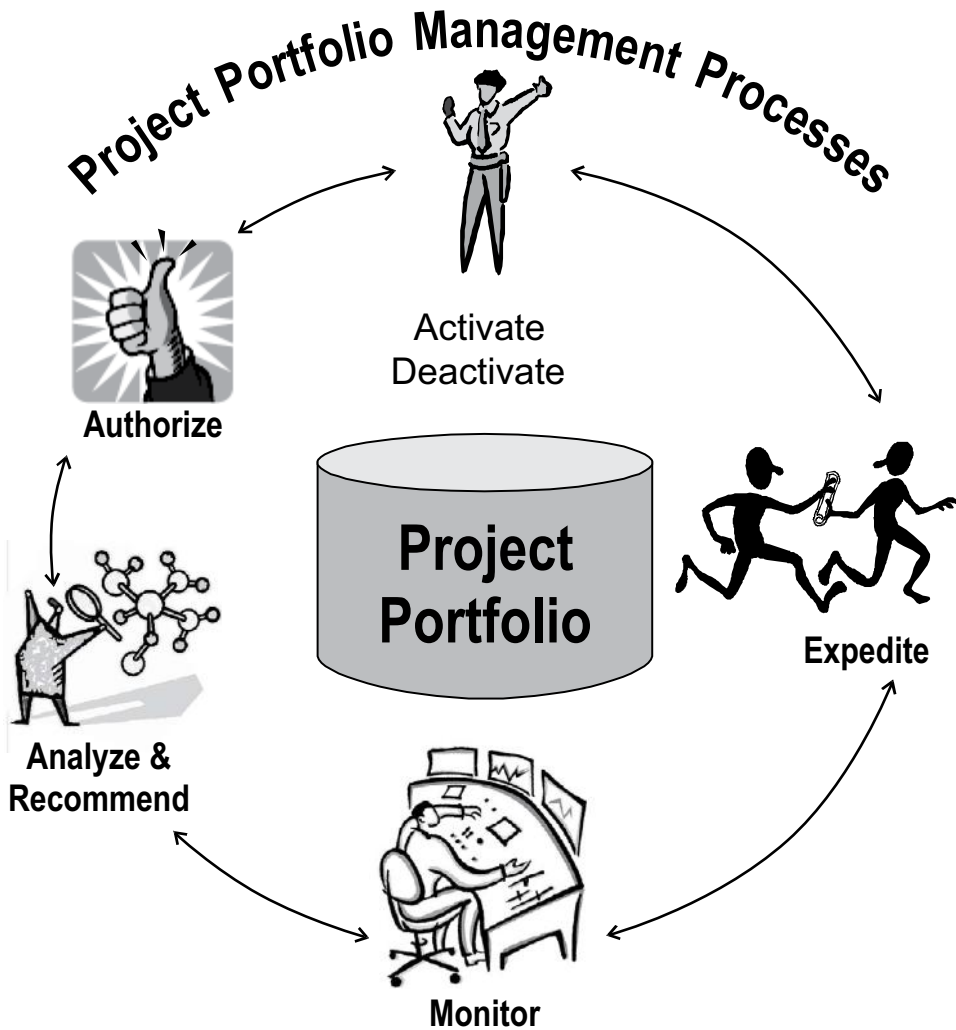 Project Portfolio Management Processes
Activate
Deactivate
Authorize
Project
Portfolio
Expedite
Analyze &
Recommend
Monitor